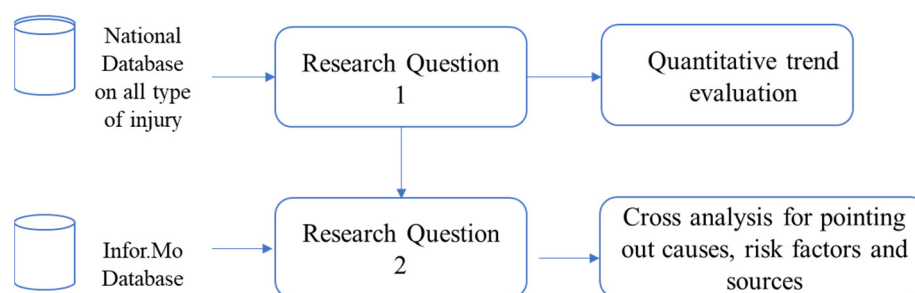 National
Database
on all type
of injury
Research Question
1
Quantitative trend
evaluation
Infor.Mo
Database
Research Question
2
Cross analysis for pointing
out causes, risk factors and
sources